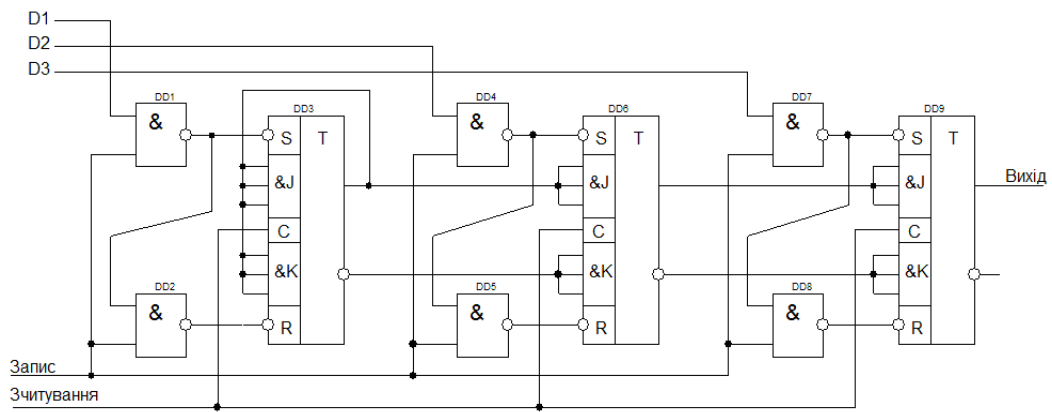 D1
D2
D3
DD1
&
DD3
S T
&J
C
&K
R
DD2
&
DD4
&
DD6
S T
&J
C
&K
R
DD5
&
DD7
&
DD9
S T
&J
C
&K
R
DD8
&
Вихід
Запис
Зчитування